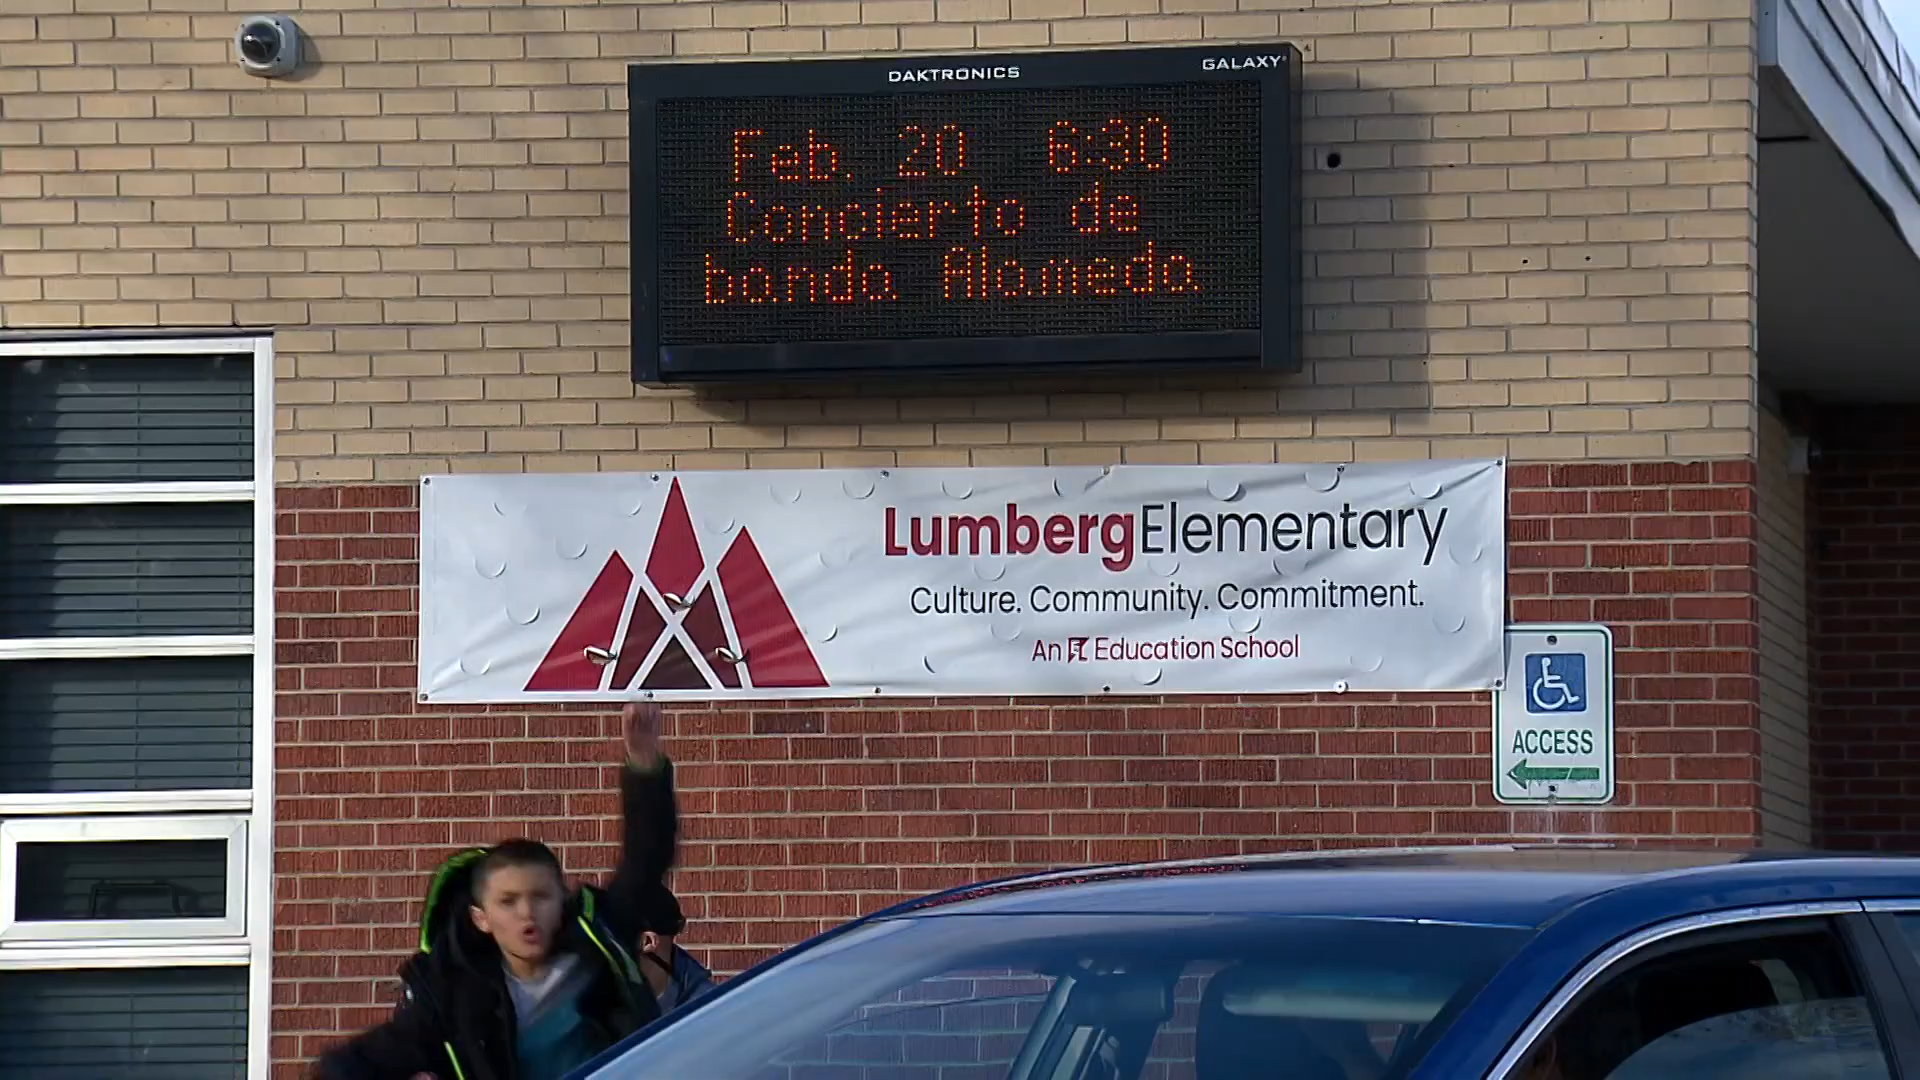 DAKTRONICS GALAXY
Feb. 20 6:30
Concierto de
banda Alameda
LumbergElementary
Culture. Community. Commitment.
An Education School
ACCESS